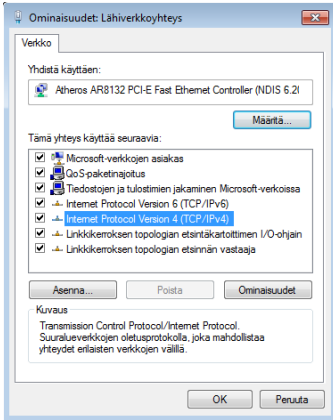 Ominaisuudet: Lähiverkkoyhteys
Verkko
Yhdistä käyttäen:
Atheros AR8132 PCI-E Fast Ethernet Controller (NDIS 6.2(
Määritä...
Tämä yhteys käyttää seuraavia:
Microsoft-verkkojen asiakas
QoS-paketinajoitus
Tiedostojen ja tulostimien jakaminen Microsoft-verkoissa
Internet Protocol Version 6 (TCP/IPv6)
Internet Protocol Version 4 (TCP/IPv4)
Linkkikerroksen topologian etsintäkartoittimen I/O-ohjain
Linkkikerroksen topologian etsinnän vastaaja
Asenna... Poista Ominaisuudet
Kuvaus
Transmission Control Protocol/Internet Protocol.
Suuralueverkkojen oletusprotokolla, joka mahdollistaa
yhteydet erilaisten verkkojen välillä.
OK Peruuta